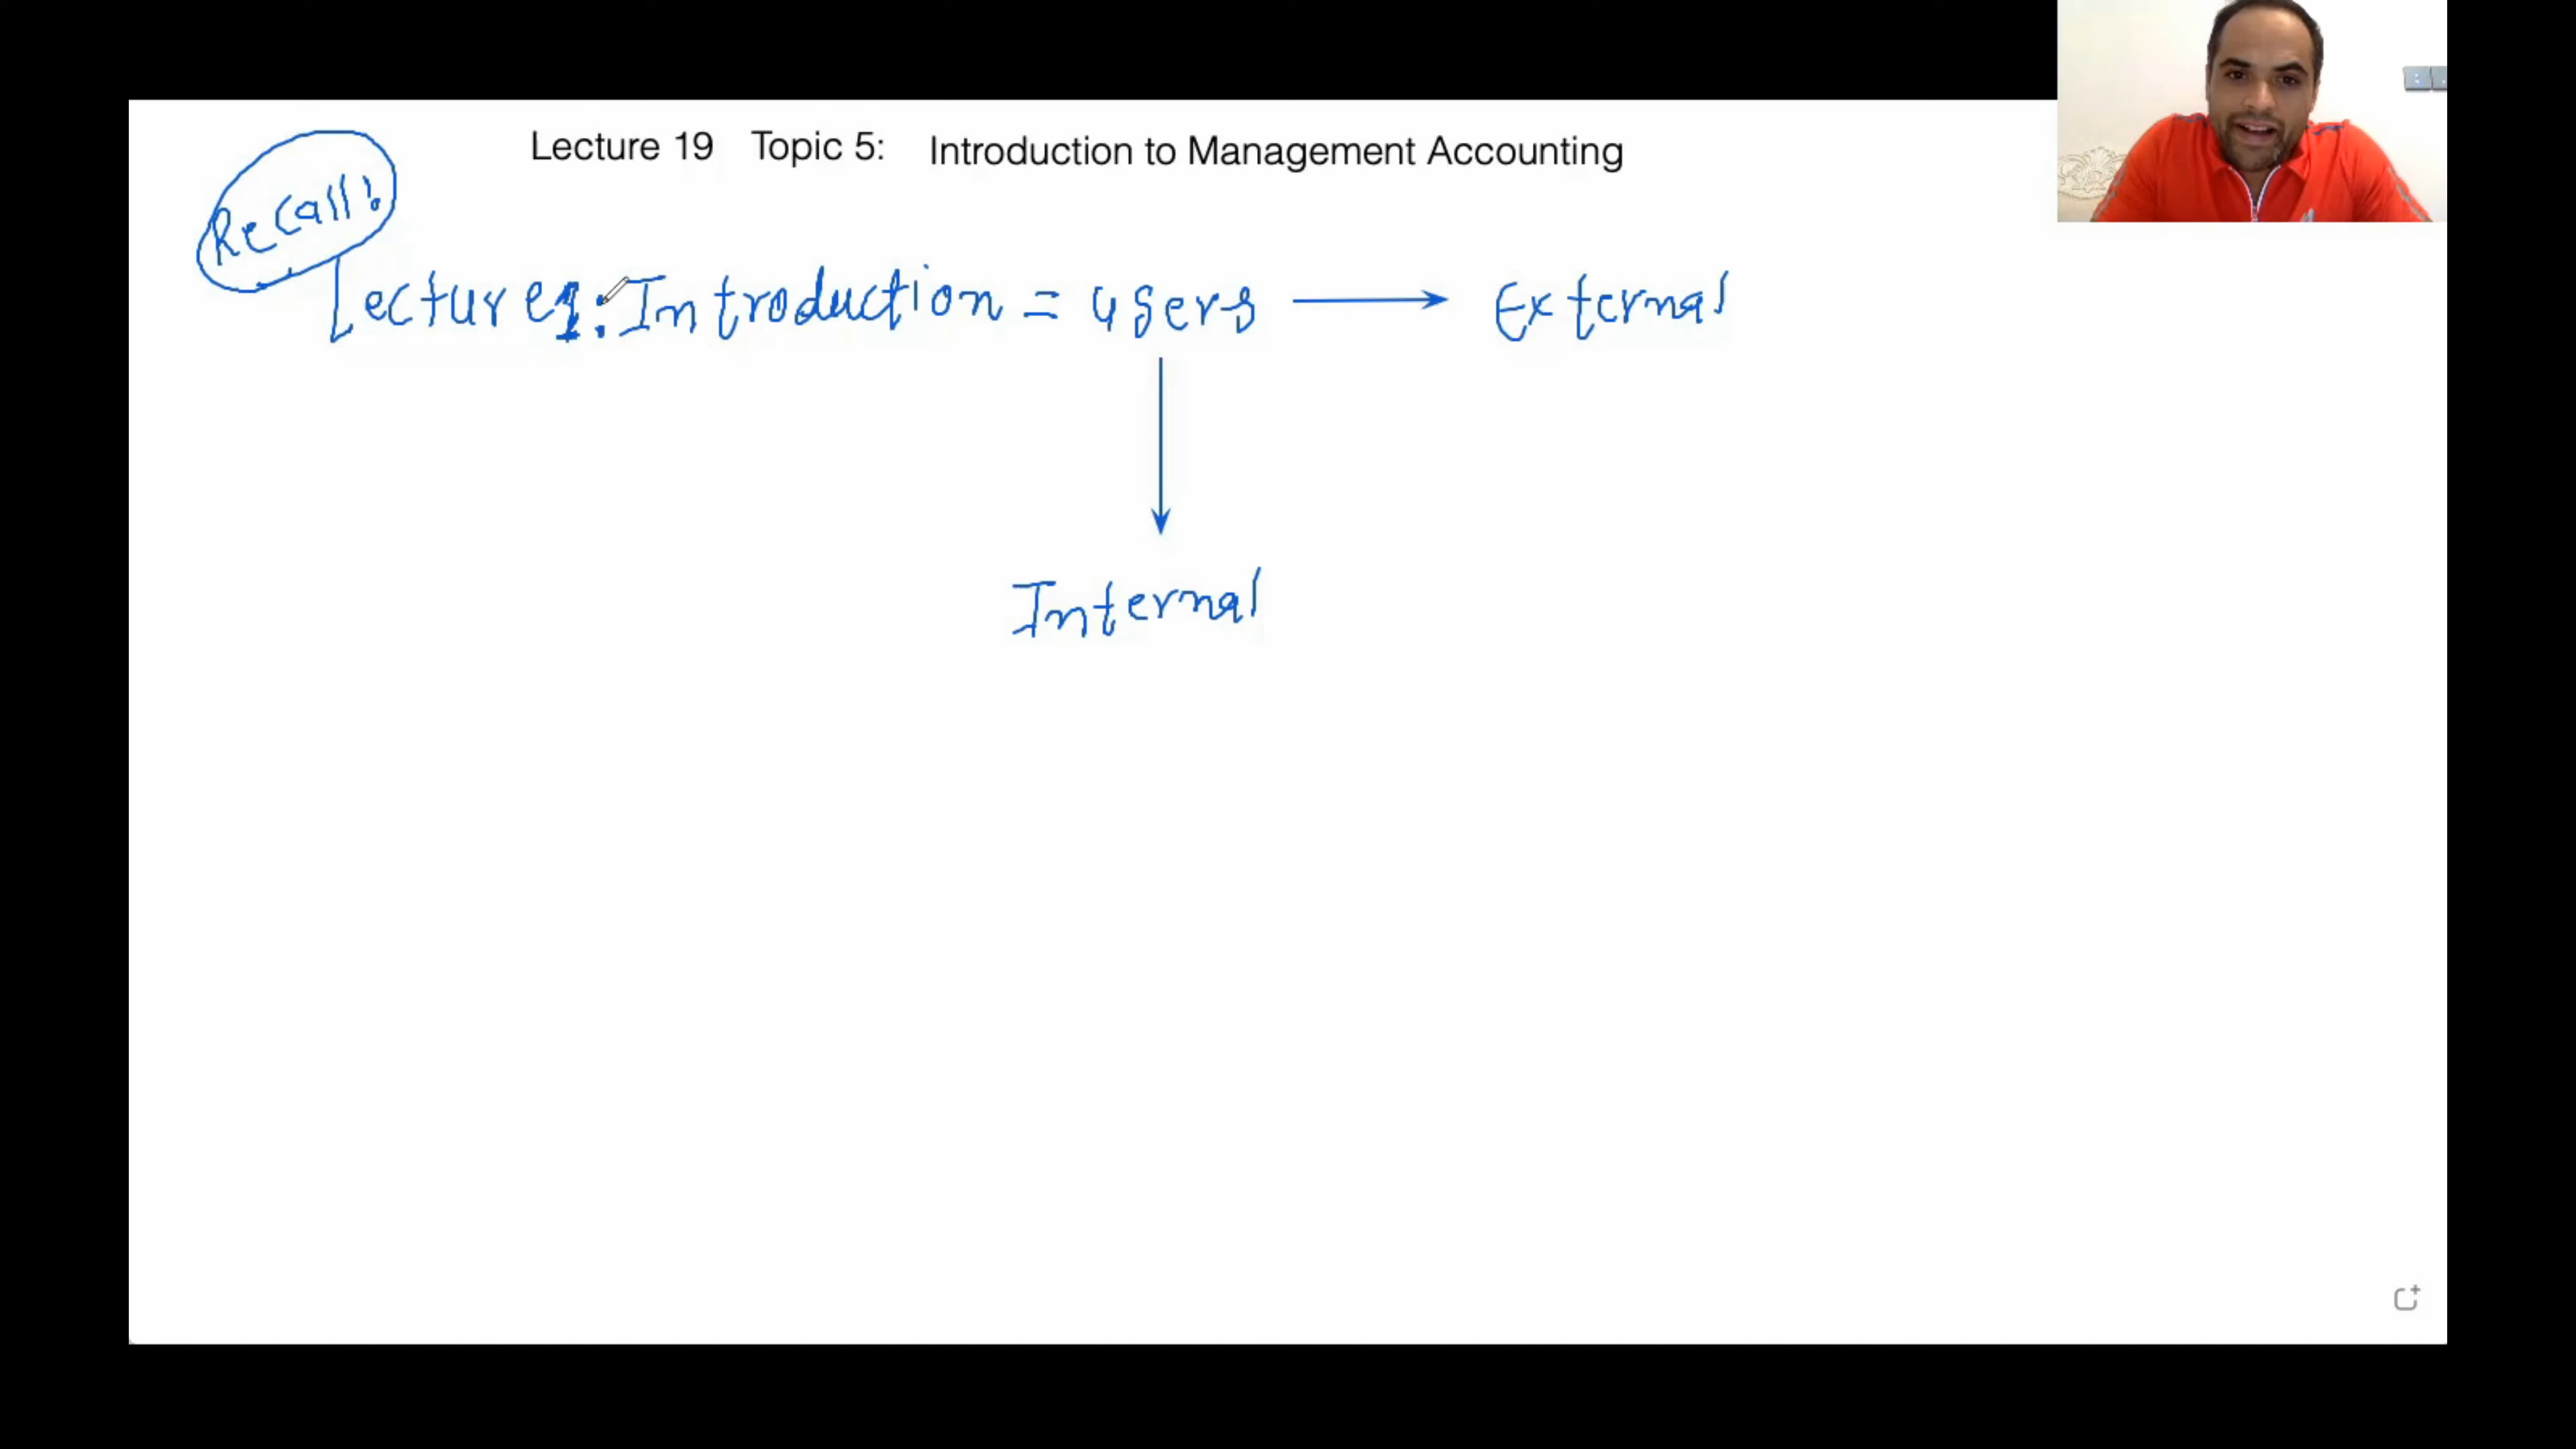 Lecture 19 Topic 5: Introduction to Management Accounting
Recall!
Lecture 1: Introduction = users → External
Internal